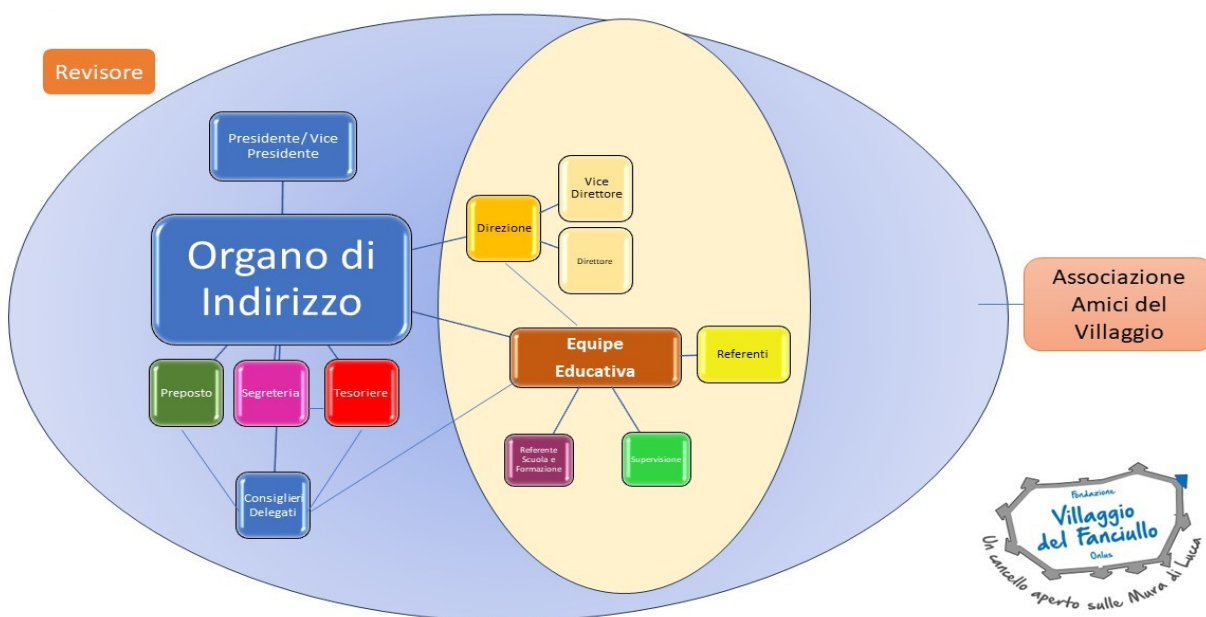 Revisore
Presidente/ Vice
Presidente
Organo di
Indirizzo
Preposto
Segreteria
Tesoriere
Consiglieri
Delegati
Direzione
Vice
Direttore
Direttore
Equipe
Educativa
Referenti
Referente
Scuola e
Formazione
Supervisione
Associazione
Amici del
Villaggio
Fondazione
Villaggio
del Fanciullo
Onlus
Un cancello aperto sulle Mura di Lucca